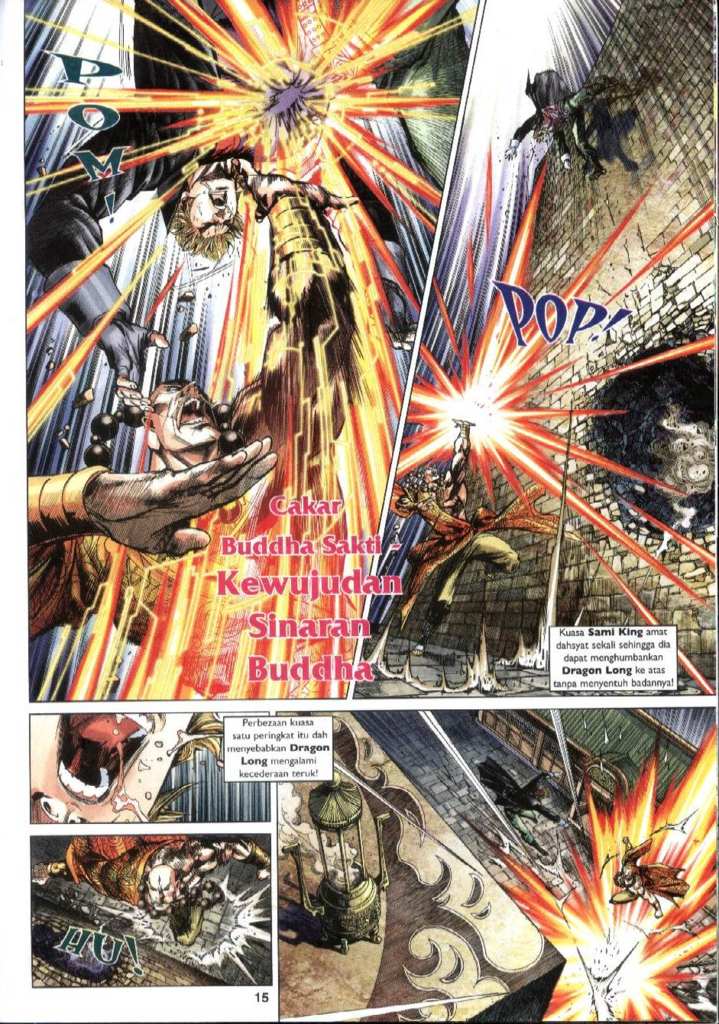 POM!
POP!
Cakar
Buddha Sakti -
Kewujudan
Sinaran
Buddha
Kuasa Sami King amat
dahsyat sekali sehingga dia
dapat menghumbankan
Dragon Long ke atas
tanpa menyentuh badannya!
Perbezaan kuasa
satu peringkat itu dah
menyebabkan Dragon
Long mengalami
kecederaan teruk!
HU!
15